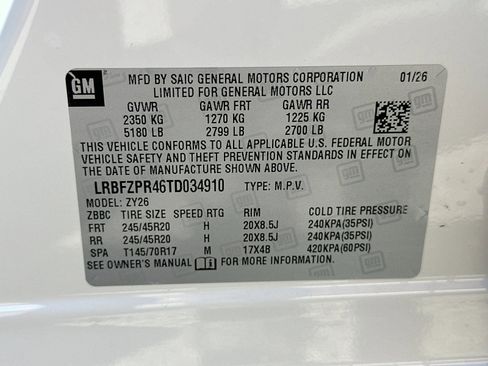 GM
MFD BY SAIC GENERAL MOTORS CORPORATION 01/26
LIMITED FOR GENERAL MOTORS LLC
GVWR GAWR FRT GAWR RR
2350 KG 1270 KG 1225 KG
5180 LB 2799 LB 2700 LB
THIS VEHICLE CONFORMS TO ALL APPLICABLE U.S. FEDERAL MOTOR
VEHICLE SAFETY AND THEFT PREVENTION STANDARDS IN EFFECT ON
THE DATE OF MANUFACTURE SHOWN ABOVE.
LRBFZPR46TD034910 TYPE: M.P.V.
MODEL: ZY26
ZBBC TIRE SIZE SPEED RTG RIM COLD TIRE PRESSURE
FRT 245/45R20 H 20X8.5J 240KPA(35PSI)
RR 245/45R20 H 20X8.5J 240KPA(35PSI)
SPA T145/70R17 M 17X4B 420KPA(60PSI)
SEE OWNER'S MANUAL FOR MORE INFORMATION.